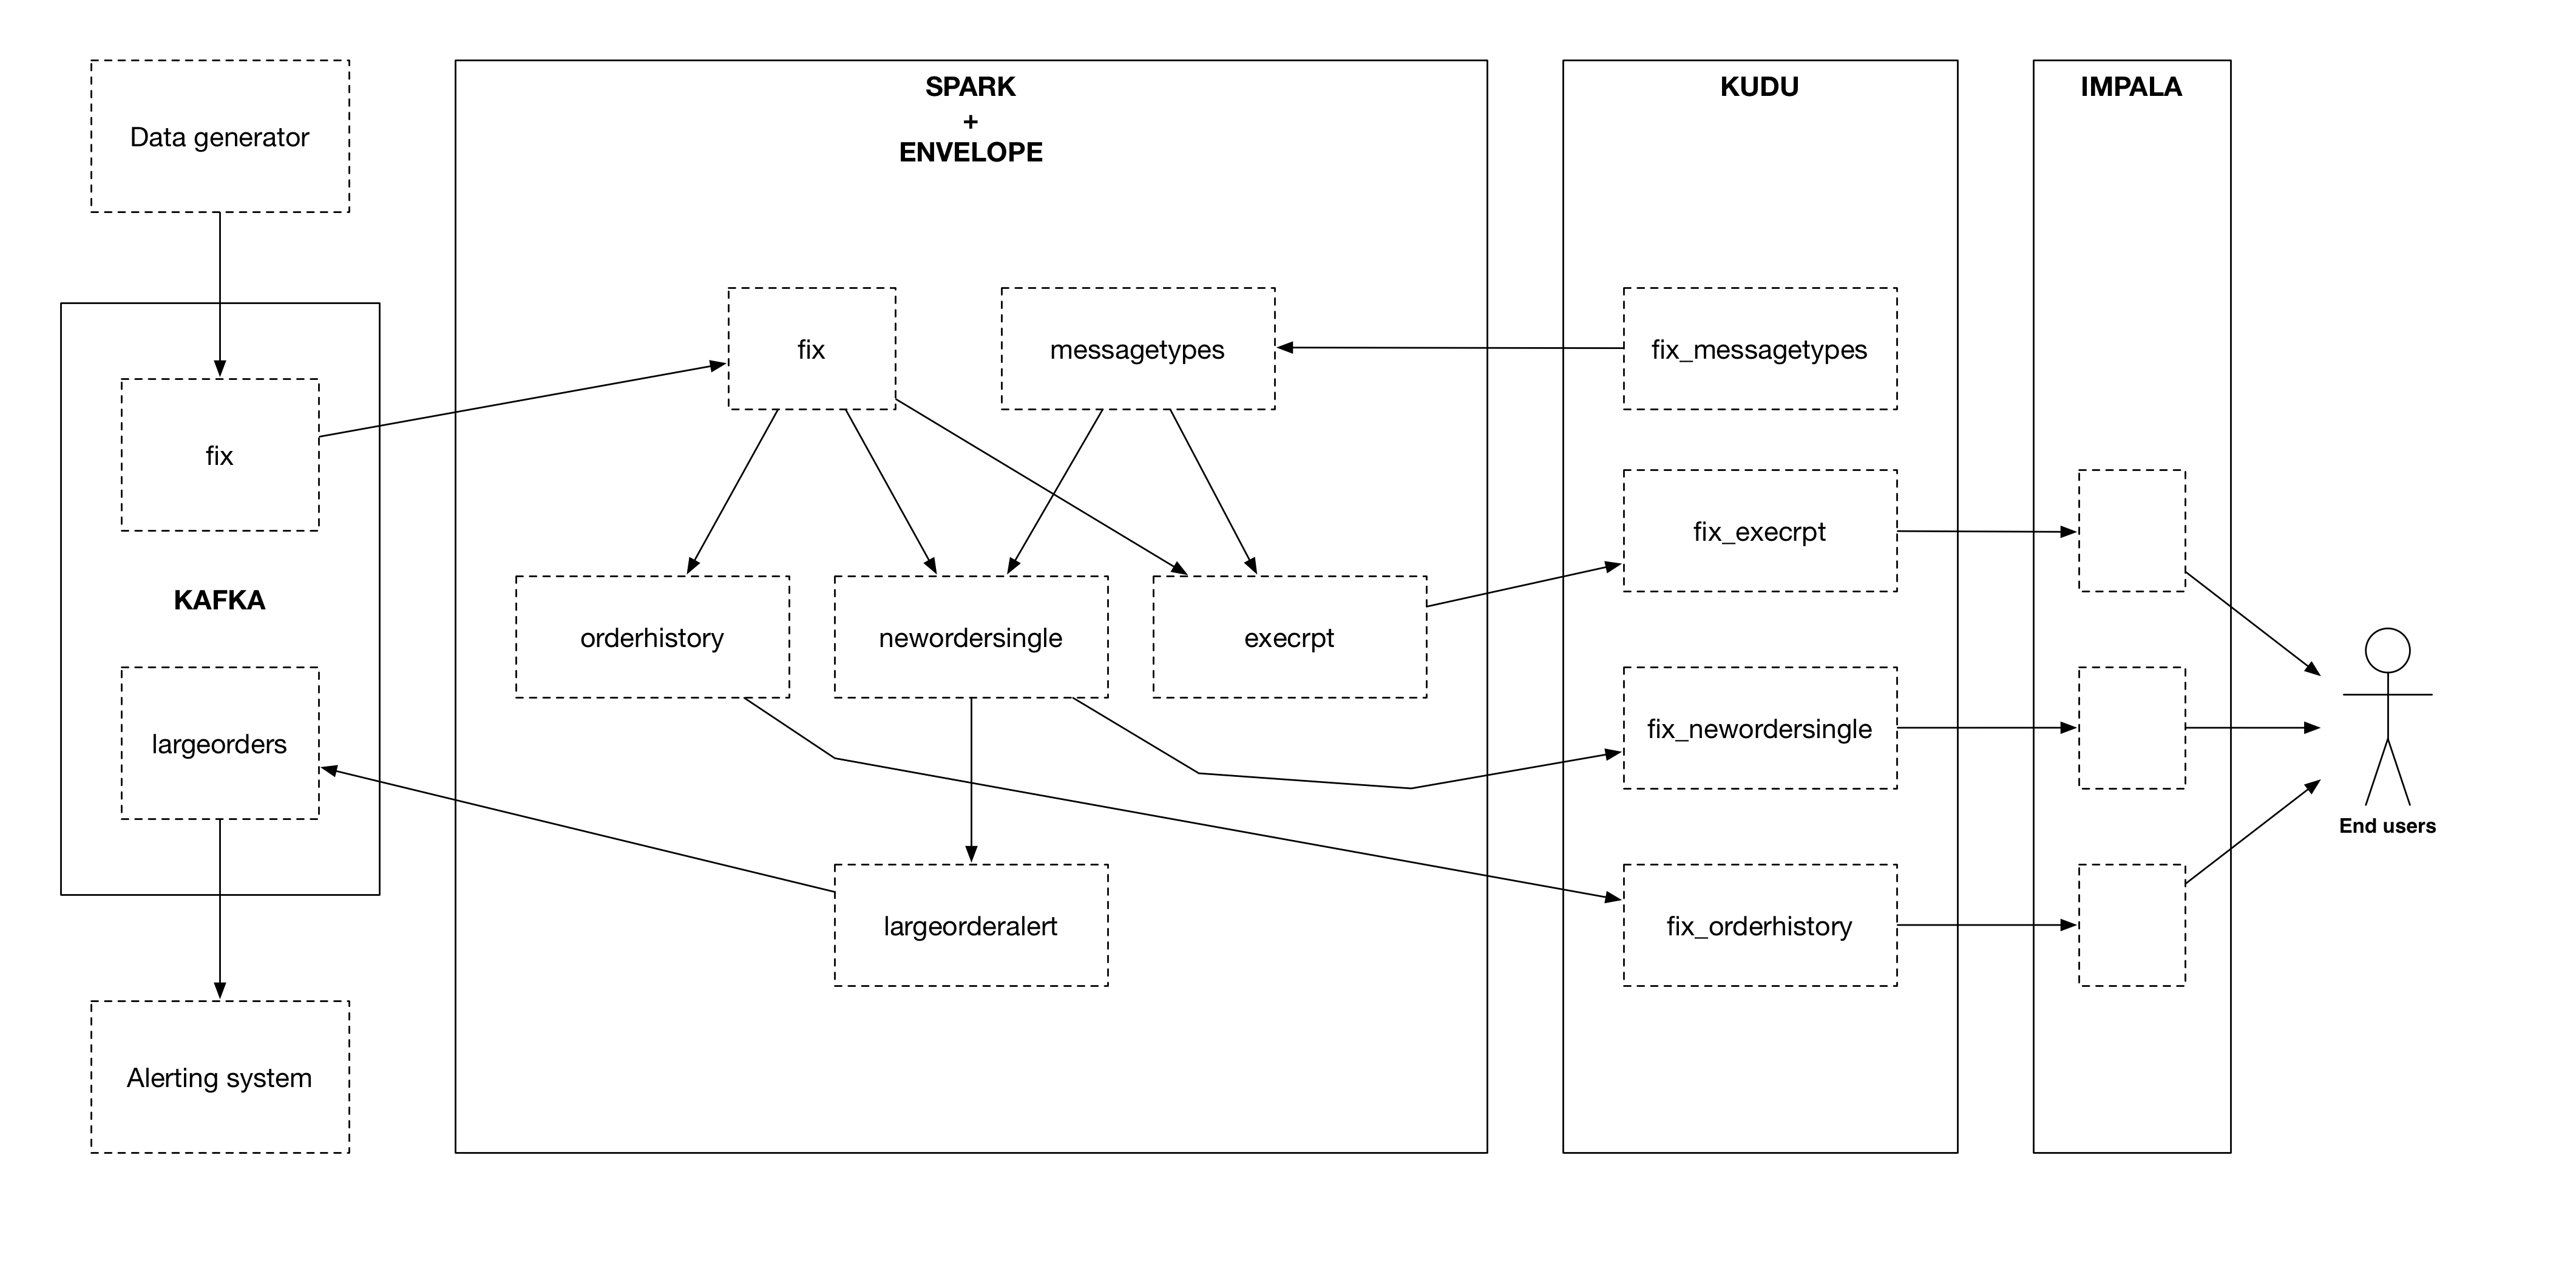 Data generator
fix
KAFKA
largeorders
Alerting system
SPARK
+
ENVELOPE
fix
messagetypes
orderhistory
newordersingle
execrpt
largeorderalert
KUDU
fix_messagetypes
fix_execrpt
fix_newordersingle
fix_orderhistory
IMPALA
End users